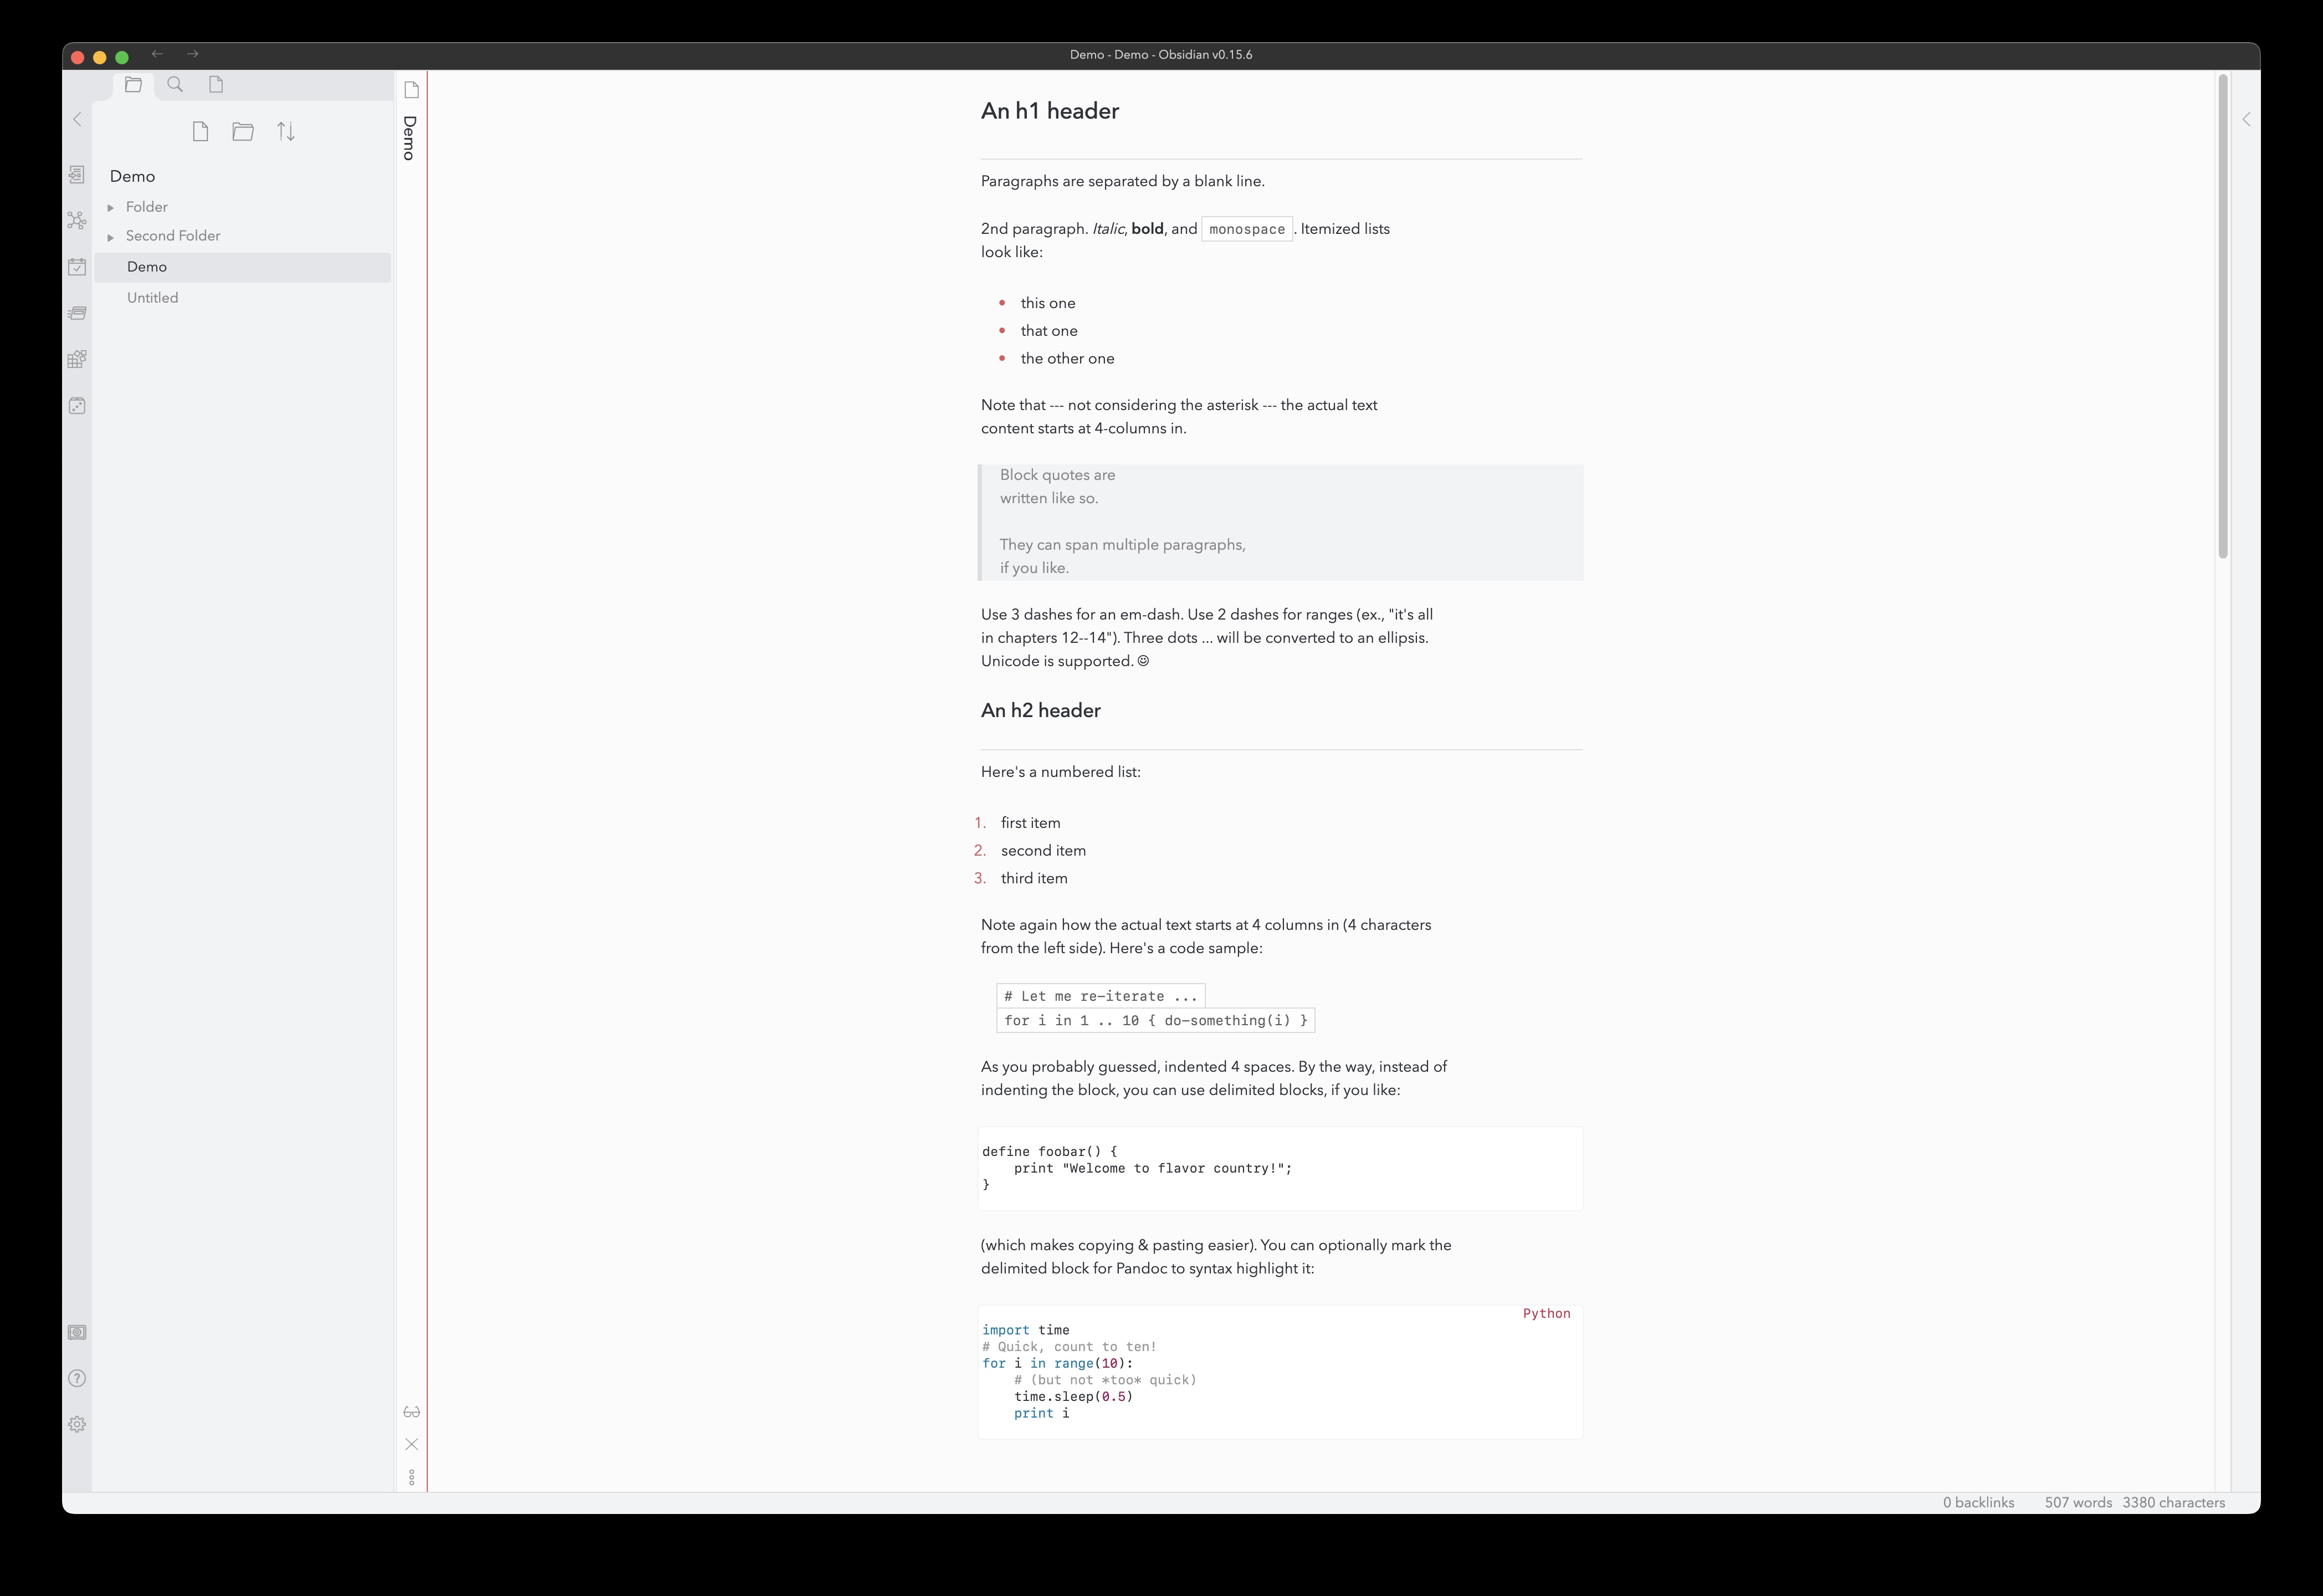 Demo - Demo - Obsidian v0.15.6
Demo
Folder
Second Folder
Demo
Untitled
Demo
An h1 header
Paragraphs are separated by a blank line.
2nd paragraph. Italic, bold, and monospace. Itemized lists
look like:
• this one
• that one
• the other one
Note that --- not considering the asterisk --- the actual text
content starts at 4-columns in.
Block quotes are
written like so.
They can span multiple paragraphs,
if you like.
Use 3 dashes for an em-dash. Use 2 dashes for ranges (ex., "it's all
in chapters 12--14"). Three dots ... will be converted to an ellipsis.
Unicode is supported. ☺
An h2 header
Here's a numbered list:
1. first item
2. second item
3. third item
Note again how the actual text starts at 4 columns in (4 characters
from the left side). Here's a code sample:
# Let me re-iterate ...
for i in 1 .. 10 { do-something(i) }
As you probably guessed, indented 4 spaces. By the way, instead of
indenting the block, you can use delimited blocks, if you like:
define foobar() {
    print "Welcome to flavor country!";
}
(which makes copying & pasting easier). You can optionally mark the
delimited block for Pandoc to syntax highlight it:
Python
import time
# Quick, count to ten!
for i in range(10):
    # (but not *too* quick)
    time.sleep(0.5)
    print i
0 backlinks 507 words 3380 characters